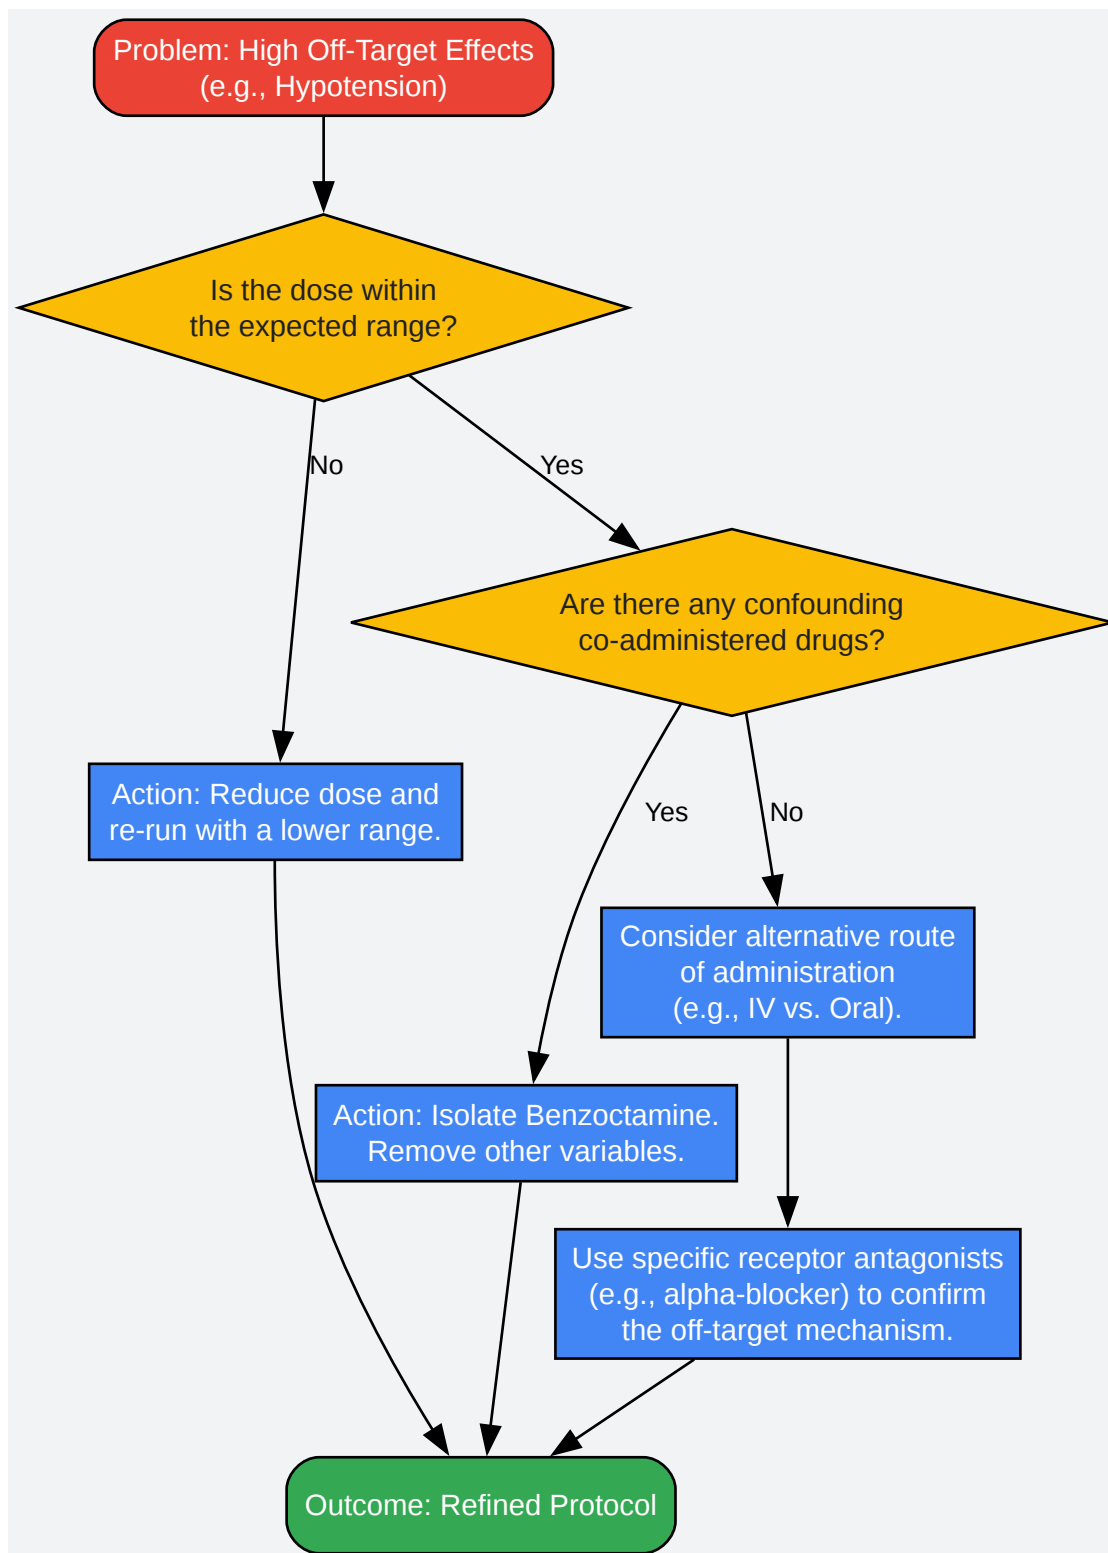 Problem: High Off-Target Effects
(e.g., Hypotension)
Is the dose within
the expected range?
No
Yes
Are there any confounding
co-administered drugs?
Action: Reduce dose and
re-run with a lower range.
Yes
No
Consider alternative route
of administration
(e.g., IV vs. Oral).
Action: Isolate Benzoctamine.
Remove other variables.
Use specific receptor antagonists
(e.g., alpha-blocker) to confirm
the off-target mechanism.
Outcome: Refined Protocol